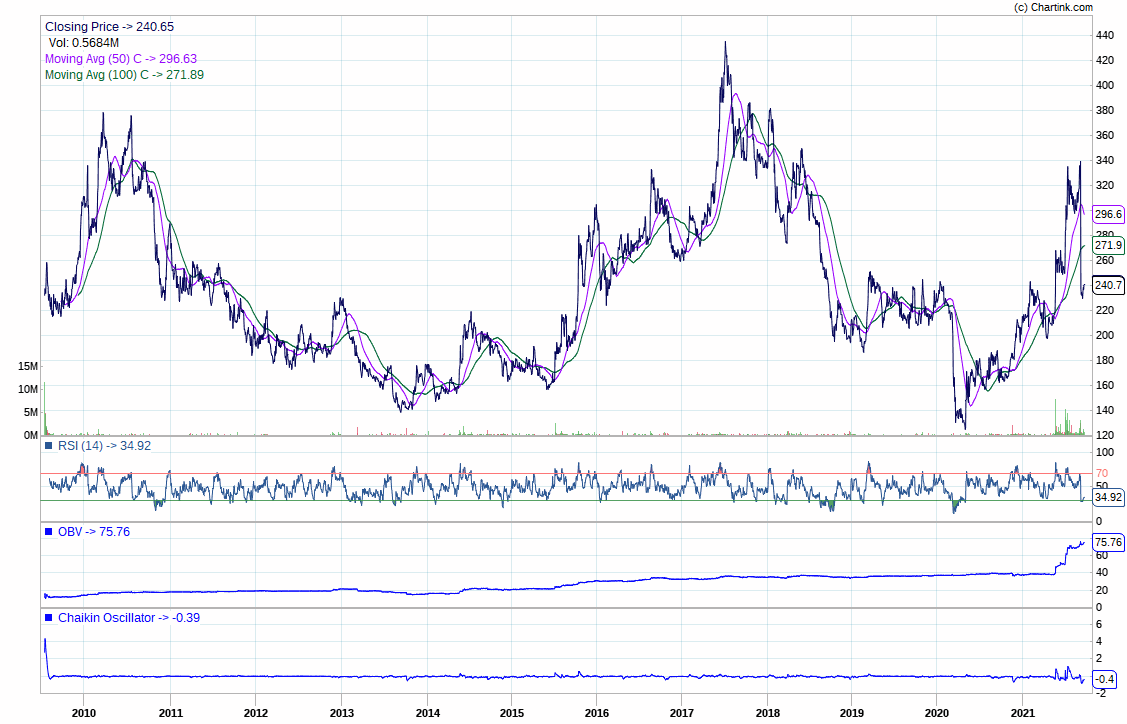 (c) Chartink.com
Closing Price -> 240.65
Vol: 0.5684M
Moving Avg (50) C -> 296.63
Moving Avg (100) C -> 271.89
440
420
400
380
360
340
320
296.6
280
271.9
260
240.7
220
200
180
160
140
120
15M
10M
5M
0M
RSI (14) -> 34.92
100
70
50
34.92
0
OBV -> 75.76
75.76
60
40
20
0
Chaikin Oscillator -> -0.39
6
4
2
-0.4
-2
2010 2011 2012 2013 2014 2015 2016 2017 2018 2019 2020 2021